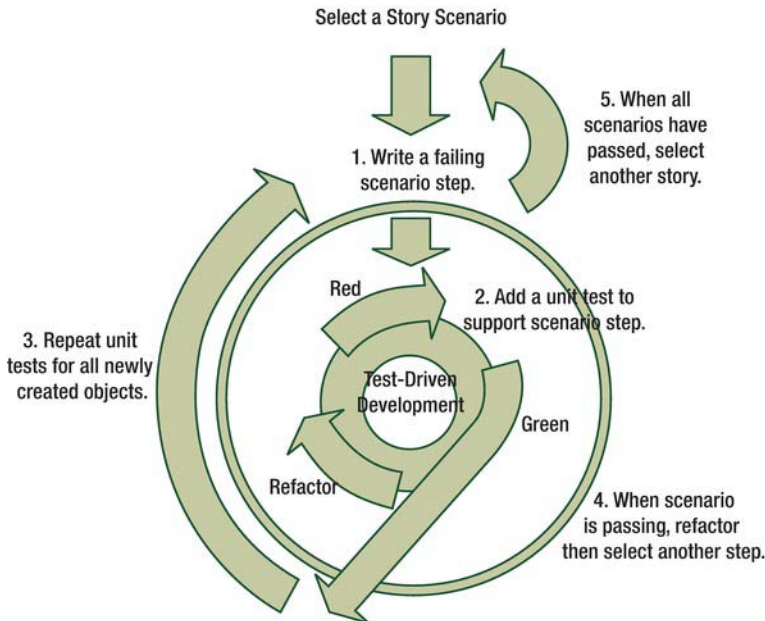 Select a Story Scenario
5. When all
scenarios have
passed, select
another story.
1. Write a failing
scenario step.
Red
2. Add a unit test to
support scenario step.
3. Repeat unit
tests for all newly
created objects.
Test-Driven
Development
Green
Refactor
4. When scenario
is passing, refactor
then select another step.